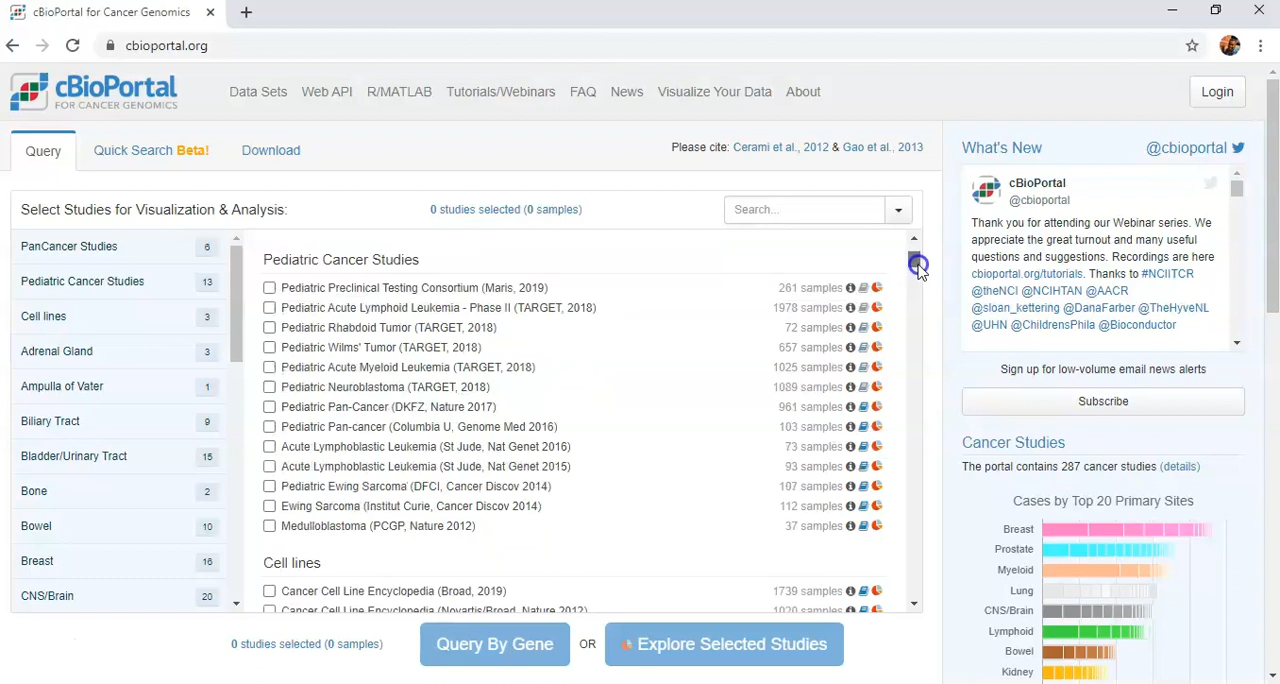 cBioPortal for Cancer Genomics
cbioportal.org
cBioPortal
FOR CANCER GENOMICS
Data Sets Web API R/MATLAB Tutorials/Webinars FAQ News Visualize Your Data About Login
Query Quick Search Beta! Download
Please cite: Cerami et al., 2012 & Gao et al., 2013
Select Studies for Visualization & Analysis:
0 studies selected (0 samples)
Search...
PanCancer Studies 6
Pediatric Cancer Studies 13
Cell lines 3
Adrenal Gland 3
Ampulla of Vater 1
Biliary Tract 9
Bladder/Urinary Tract 15
Bone 2
Bowel 10
Breast 16
CNS/Brain 20
Pediatric Cancer Studies
Pediatric Preclinical Testing Consortium (Maris, 2019) 261 samples
Pediatric Acute Lymphoid Leukemia - Phase II (TARGET, 2018) 1978 samples
Pediatric Rhabdoid Tumor (TARGET, 2018) 72 samples
Pediatric Wilms' Tumor (TARGET, 2018) 657 samples
Pediatric Acute Myeloid Leukemia (TARGET, 2018) 1025 samples
Pediatric Neuroblastoma (TARGET, 2018) 1089 samples
Pediatric Pan-Cancer (DKFZ, Nature 2017) 961 samples
Pediatric Pan-cancer (Columbia U, Genome Med 2016) 103 samples
Acute Lymphoblastic Leukemia (St Jude, Nat Genet 2016) 73 samples
Acute Lymphoblastic Leukemia (St Jude, Nat Genet 2015) 93 samples
Pediatric Ewing Sarcoma (DFCI, Cancer Discov 2014) 107 samples
Ewing Sarcoma (Institut Curie, Cancer Discov 2014) 112 samples
Medulloblastoma (PCGP, Nature 2012) 37 samples
Cell lines
Cancer Cell Line Encyclopedia (Broad, 2019) 1739 samples
Cancer Cell Line Encyclopedia (Novartis/Broad, Nature 2012) 1020 samples
0 studies selected (0 samples)
Query By Gene OR Explore Selected Studies
What's New @cbioportal
cBioPortal
@cbioportal
Thank you for attending our Webinar series. We
appreciate the great turnout and many useful
questions and suggestions. Recordings are here
cbioportal.org/tutorials. Thanks to #NCIITCR
@theNCI @NCIHTAN @AACR
@sloan_kettering @DanaFarber @TheHyveNL
@UHN @ChildrensPhila @Bioconductor
Sign up for low-volume email news alerts
Subscribe
Cancer Studies
The portal contains 287 cancer studies (details)
Cases by Top 20 Primary Sites
Breast
Prostate
Myeloid
Lung
CNS/Brain
Lymphoid
Bowel
Kidney